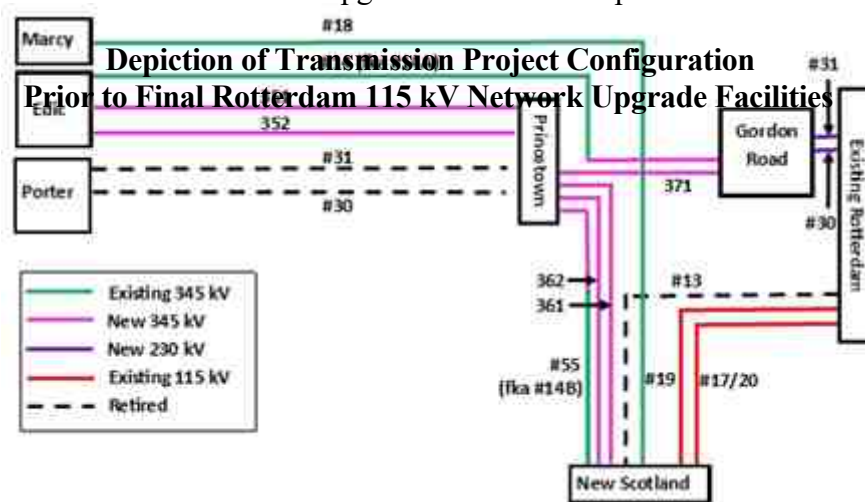 #18
Marcy
Depiction of Transmission Project Configuration
Prior to Final Rotterdam 115 kV Network Upgrade Facilities
#31
Edic
352
Princetown
Gordon
Road
Existing Rotterdam
#31
Porter
#30
371
#30
Existing 345 kV
New 345 kV
New 230 kV
Existing 115 kV
Retired
362
361
#13
#55
(fka #14B)
#19
#17/20
New Scotland